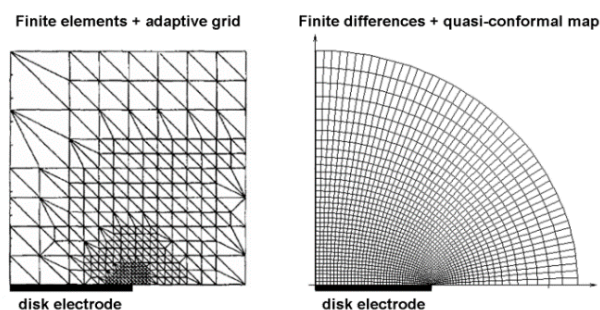 Finite elements + adaptive grid
Finite differences + quasi-conformal map
disk electrode
disk electrode